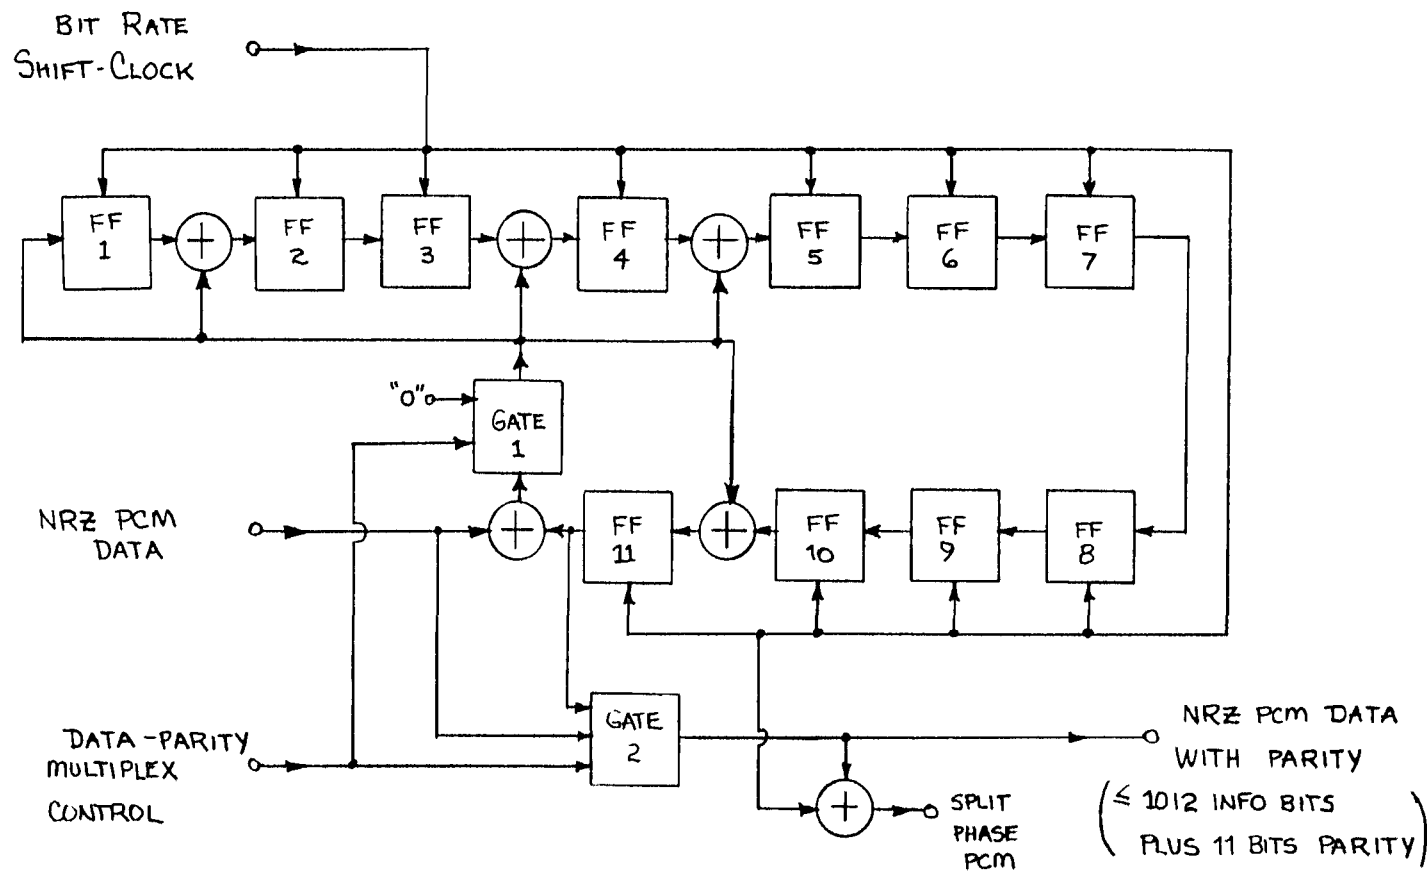 BIT RATE
SHIFT-CLOCK
FF
1
+
FF
2
FF
3
+
FF
4
+
FF
5
FF
6
FF
7
"0"
GATE
1
NRZ PCM
DATA
+
FF
11
+
FF
10
FF
9
FF
8
DATA-PARITY
MULTIPLEX
CONTROL
GATE
2
NRZ PCM DATA
WITH PARITY
(≤ 1012 INFO BITS
PLUS 11 BITS PARITY)
+
SPLIT
PHASE
PCM